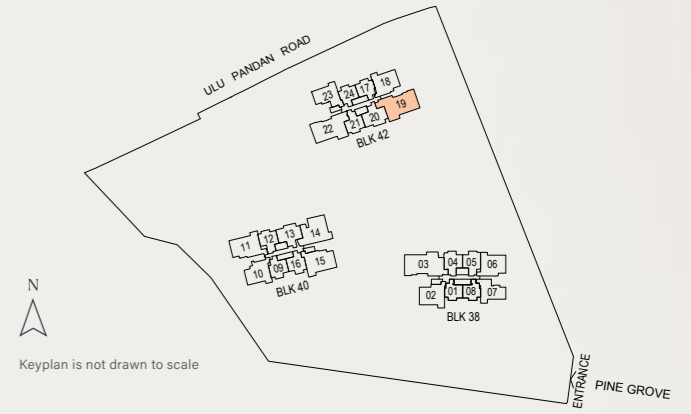 ULU PANDAN ROAD
23 24 17 18
22 21 20 19
BLK 42
11 12 13 14
10 09 16 15
BLK 40
03 04 05 06
02 01 08 07
BLK 38
N
Keyplan is not drawn to scale
ENTRANCE
PINE GROVE